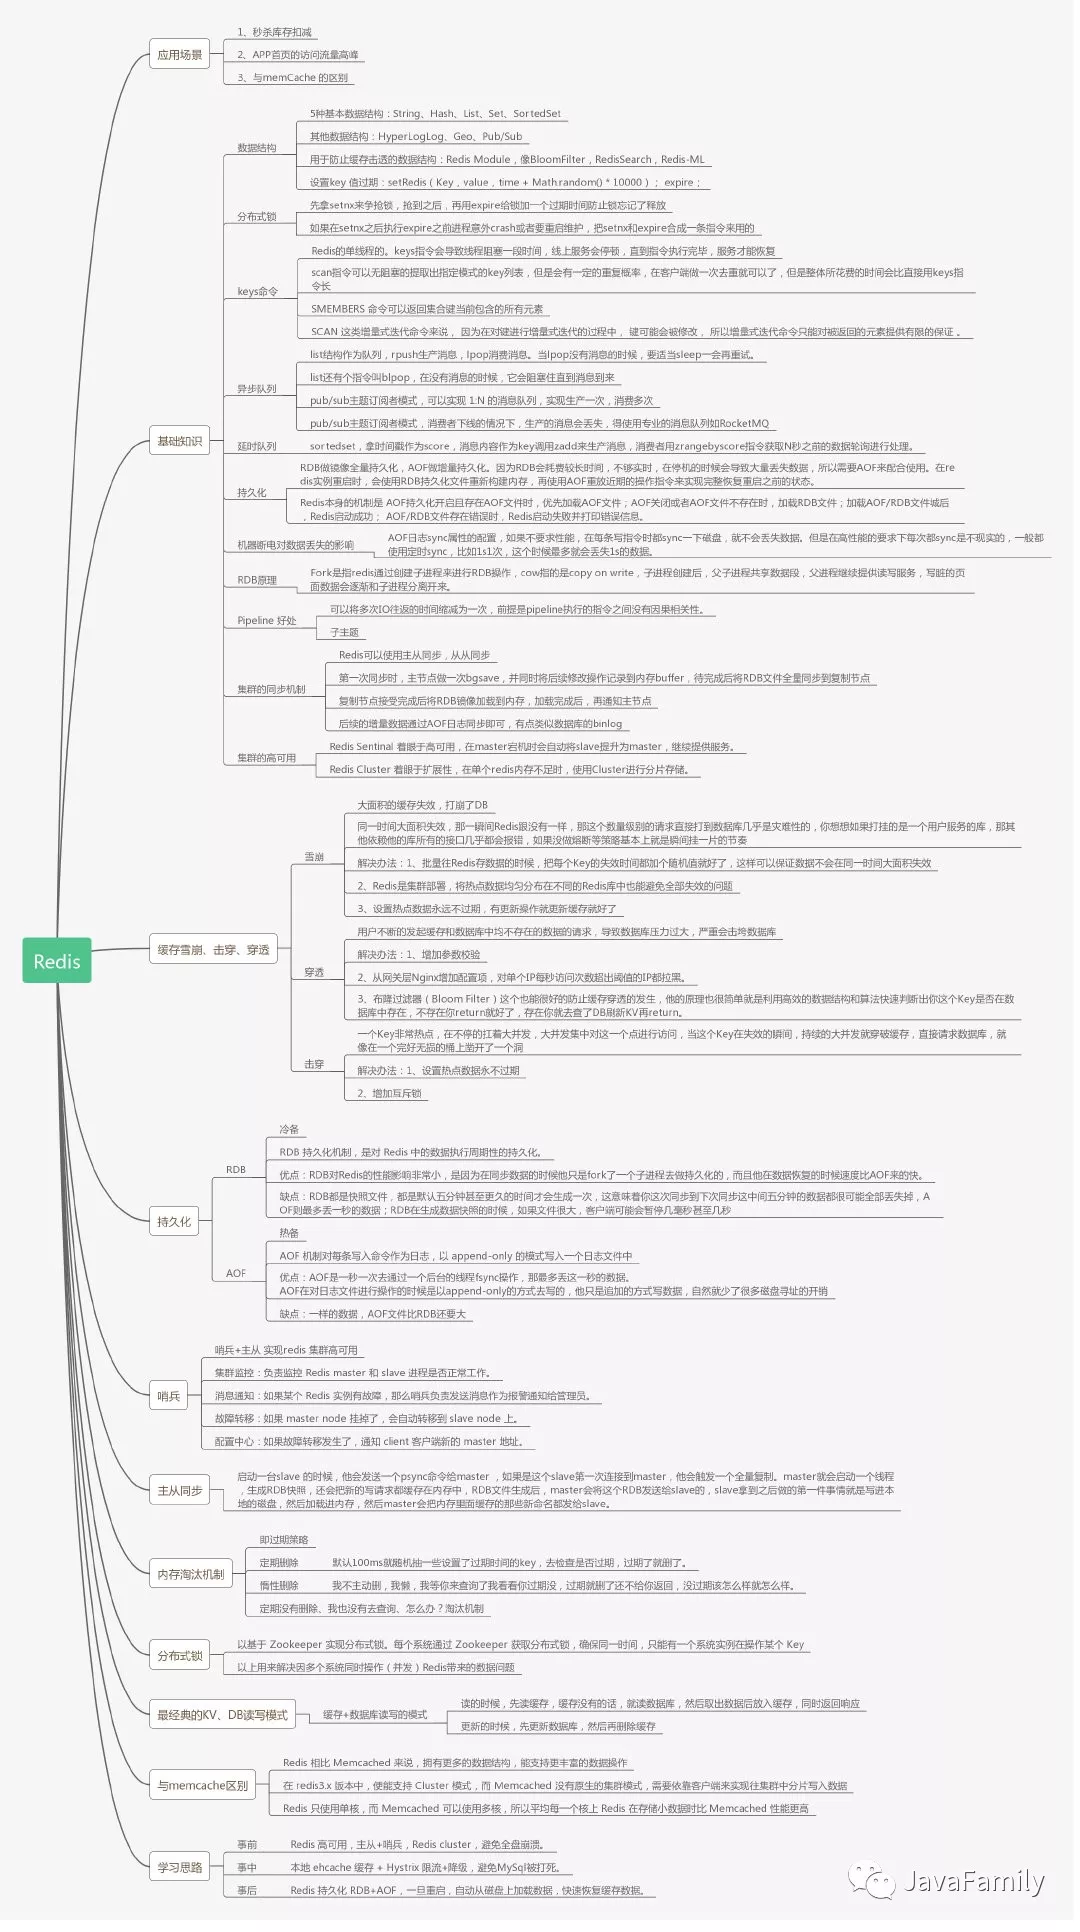 应用场景
1、秒杀库存扣减
2、APP首页的访问流量高峰
3、与memCache 的区别
基础知识
数据结构
5种基本数据结构：String、Hash、List、Set、SortedSet
其他数据结构：HyperLogLog、Geo、Pub/Sub
用于防止缓存击透的数据结构：Redis Module，像BloomFilter，RedisSearch，Redis-ML
设置key 值过期：setRedis（Key，value，time + Math.random() * 10000）； expire；
分布式锁
先拿setnx来争抢锁，抢到之后，再用expire给锁加一个过期时间防止锁忘记了释放
如果在setnx之后执行expire之前进程意外crash或者要重启维护，把setnx和expire合成一条指令来用的
keys命令
Redis的单线程的。keys指令会导致线程阻塞一段时间，线上服务会停顿，直到指令执行完毕，服务才能恢复
scan指令可以无阻塞的提取出指定模式的key列表，但是会有一定的重复概率，在客户端做一次去重就可以了，但是整体所花费的时间会比直接用keys指
令长
SMEMBERS 命令可以返回集合键当前包含的所有元素
SCAN 这类增量式迭代命令来说， 因为在对键进行增量式迭代的过程中， 键可能会被修改， 所以增量式迭代命令只能对被返回的元素提供有限的保证 。
异步队列
list结构作为队列，rpush生产消息，lpop消费消息。当lpop没有消息的时候，要适当sleep一会再重试。
list还有个指令叫blpop，在没有消息的时候，它会阻塞住直到消息到来
pub/sub主题订阅者模式，可以实现 1:N 的消息队列，实现生产一次，消费多次
pub/sub主题订阅者模式，消费者下线的情况下，生产的消息会丢失，得使用专业的消息队列如RocketMQ
延时队列
sortedset，拿时间戳作为score，消息内容作为key调用zadd来生产消息，消费者用zrangebyscore指令获取N秒之前的数据轮询进行处理。
持久化
RDB做镜像全量持久化，AOF做增量持久化。因为RDB会耗费较长时间，不够实时，在停机的时候会导致大量丢失数据，所以需要AOF来配合使用。在re
dis实例重启时，会使用RDB持久化文件重新构建内存，再使用AOF重放近期的操作指令来实现完整恢复重启之前的状态。
Redis本身的机制是 AOF持久化开启且存在AOF文件时，优先加载AOF文件；AOF关闭或者AOF文件不存在时，加载RDB文件；加载AOF/RDB文件城后
，Redis启动成功； AOF/RDB文件存在错误时，Redis启动失败并打印错误信息。
机器断电对数据丢失的影响
AOF日志sync属性的配置，如果不要求性能，在每条写指令时都sync一下磁盘，就不会丢失数据。但是在高性能的要求下每次都sync是不现实的，一般都
使用定时sync，比如1s1次，这个时候最多就会丢失1s的数据。
RDB原理
Fork是指redis通过创建子进程来进行RDB操作，cow指的是copy on write，子进程创建后，父子进程共享数据段，父进程继续提供读写服务，写脏的页
面数据会逐渐和子进程分离开来。
Pipeline 好处
可以将多次IO往返的时间缩减为一次，前提是pipeline执行的指令之间没有因果相关性。
子主题
集群的同步机制
Redis可以使用主从同步，从从同步
第一次同步时，主节点做一次bgsave，并同时将后续修改操作记录到内存buffer，待完成后将RDB文件全量同步到复制节点
复制节点接受完成后将RDB镜像加载到内存，加载完成后，再通知主节点
后续的增量数据通过AOF日志同步即可，有点类似数据库的binlog
集群的高可用
Redis Sentinal 着眼于高可用，在master宕机时会自动将slave提升为master，继续提供服务。
Redis Cluster 着眼于扩展性，在单个redis内存不足时，使用Cluster进行分片存储。
Redis
缓存雪崩、击穿、穿透
雪崩
大面积的缓存失效，打崩了DB
同一时间大面积失效，那一瞬间Redis跟没有一样，那这个数量级别的请求直接打到数据库几乎是灾难性的，你想想如果打挂的是一个用户服务的库，那其
他依赖他的库所有的接口几乎都会报错，如果没做熔断等策略基本上就是瞬间挂一片的节奏
解决办法：1、批量往Redis存数据的时候，把每个Key的失效时间都加个随机值就好了，这样可以保证数据不会在同一时间大面积失效
2、Redis是集群部署，将热点数据均匀分布在不同的Redis库中也能避免全部失效的问题
3、设置热点数据永远不过期，有更新操作就更新缓存就好了
穿透
用户不断的发起缓存和数据库中均不存在的数据的请求，导致数据库压力过大，严重会击垮数据库
解决办法：1、增加参数校验
2、从网关层Nginx增加配置项，对单个IP每秒访问次数超出阈值的IP都拉黑。
3、布隆过滤器（Bloom Filter）这个也能很好的防止缓存穿透的发生，他的原理也很简单就是利用高效的数据结构和算法快速判断出你这个Key是否在数
据库中存在，不存在你return就好了，存在你就去查了DB刷新KV再return。
击穿
一个Key非常热点，在不停的扛着大并发，大并发集中对这一个点进行访问，当这个Key在失效的瞬间，持续的大并发就穿破缓存，直接请求数据库，就
像在一个完好无损的桶上凿开了一个洞
解决办法：1、设置热点数据永不过期
2、增加互斥锁
持久化
RDB
冷备
RDB 持久化机制，是对 Redis 中的数据执行周期性的持久化。
优点：RDB对Redis的性能影响非常小，是因为在同步数据的时候他只是fork了一个子进程去做持久化的，而且他在数据恢复的时候速度比AOF来的快。
缺点：RDB都是快照文件，都是默认五分钟甚至更久的时间才会生成一次，这意味着你这次同步到下次同步这中间五分钟的数据都很可能全部丢失掉，A
OF则最多丢一秒的数据；RDB在生成数据快照的时候，如果文件很大，客户端可能会暂停几毫秒甚至几秒
AOF
热备
AOF 机制对每条写入命令作为日志，以 append-only 的模式写入一个日志文件中
优点：AOF是一秒一次去通过一个后台的线程fsync操作，那最多丢这一秒的数据。
AOF在对日志文件进行操作的时候是以append-only的方式去写的，他只是追加的方式写数据，自然就少了很多磁盘寻址的开销
缺点：一样的数据，AOF文件比RDB还要大
哨兵
哨兵+主从 实现redis 集群高可用
集群监控：负责监控 Redis master 和 slave 进程是否正常工作。
消息通知：如果某个 Redis 实例有故障，那么哨兵负责发送消息作为报警通知给管理员。
故障转移：如果 master node 挂掉了，会自动转移到 slave node 上。
配置中心：如果故障转移发生了，通知 client 客户端新的 master 地址。
主从同步
启动一台slave 的时候，他会发送一个psync命令给master ，如果是这个slave第一次连接到master，他会触发一个全量复制。master就会启动一个线程
，生成RDB快照，还会把新的写请求都缓存在内存中，RDB文件生成后，master会将这个RDB发送给slave的，slave拿到之后做的第一件事情就是写进本
地的磁盘，然后加载进内存，然后master会把内存里面缓存的那些新命名都发给slave。
内存淘汰机制
即过期策略
定期删除 默认100ms就随机抽一些设置了过期时间的key，去检查是否过期，过期了就删了。
惰性删除 我不主动删，我懒，我等你来查询了我看看你过期没，过期就删了还不给你返回，没过期该怎么样就怎么样。
定期没有删除、我也没有去查询、怎么办？淘汰机制
分布式锁
以基于 Zookeeper 实现分布式锁。每个系统通过 Zookeeper 获取分布式锁，确保同一时间，只能有一个系统实例在操作某个 Key
以上用来解决因多个系统同时操作（并发）Redis带来的数据问题
最经典的KV、DB读写模式
缓存+数据库读写的模式
读的时候，先读缓存，缓存没有的话，就读数据库，然后取出数据后放入缓存，同时返回响应
更新的时候，先更新数据库，然后再删除缓存
与memcache区别
Redis 相比 Memcached 来说，拥有更多的数据结构，能支持更丰富的数据操作
在 redis3.x 版本中，便能支持 Cluster 模式，而 Memcached 没有原生的集群模式，需要依靠客户端来实现往集群中分片写入数据
Redis 只使用单核，而 Memcached 可以使用多核，所以平均每一个核上 Redis 在存储小数据时比 Memcached 性能更高
学习思路
事前 Redis 高可用，主从+哨兵，Redis cluster，避免全盘崩溃。
事中 本地 ehcache 缓存 + Hystrix 限流+降级，避免MySql被打死。
事后 Redis 持久化 RDB+AOF，一旦重启，自动从磁盘上加载数据，快速恢复缓存数据。
JavaFamily